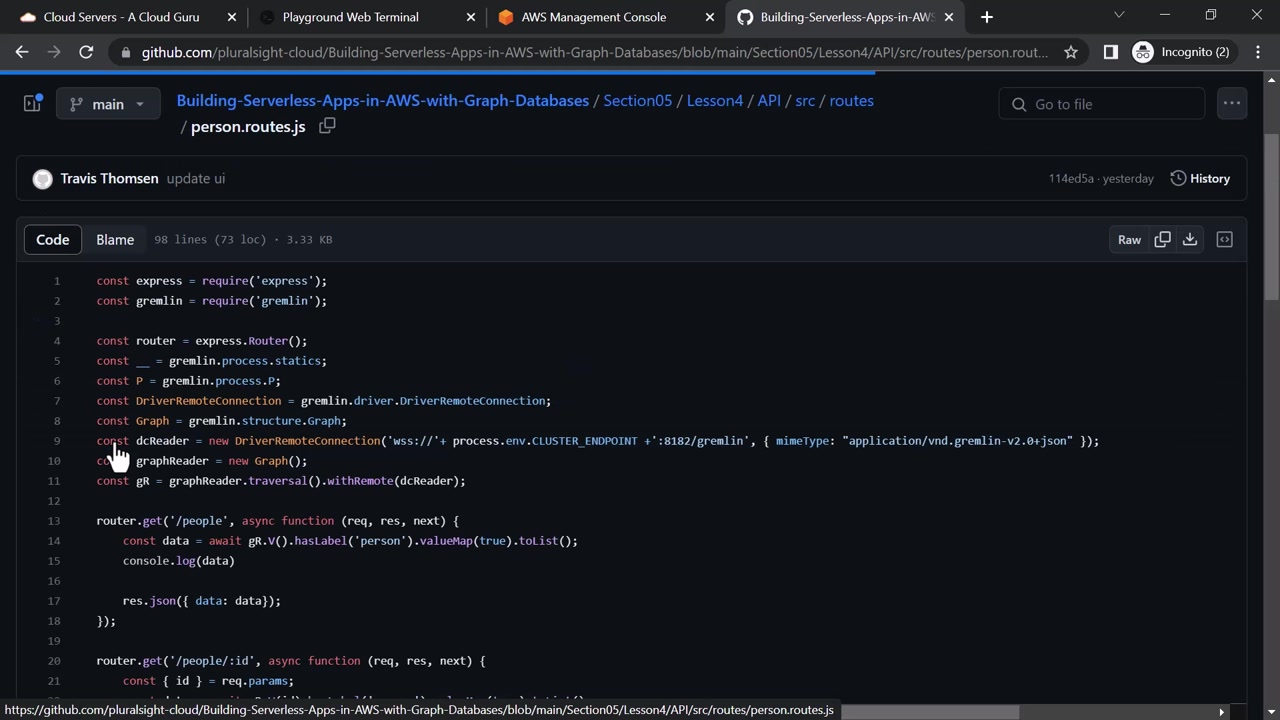 Cloud Servers - A Cloud Guru
Playground Web Terminal
AWS Management Console
Building-Serverless-Apps-in-AWS
github.com/pluralsight-cloud/Building-Serverless-Apps-in-AWS-with-Graph-Databases/blob/main/Section05/Lesson4/API/src/routes/person.rout...
Incognito (2)
main
Building-Serverless-Apps-in-AWS-with-Graph-Databases / Section05 / Lesson4 / API / src / routes
/ person.routes.js
Go to file
Travis Thomsen update ui
114ed5a · yesterday
History
Code
Blame
98 lines (73 loc) · 3.33 KB
Raw
1 const express = require('express');
2 const gremlin = require('gremlin');
3
4 const router = express.Router();
5 const __ = gremlin.process.statics;
6 const P = gremlin.process.P;
7 const DriverRemoteConnection = gremlin.driver.DriverRemoteConnection;
8 const Graph = gremlin.structure.Graph;
9 const dcReader = new DriverRemoteConnection('wss://'+ process.env.CLUSTER_ENDPOINT +':8182/gremlin', { mimeType: "application/vnd.gremlin-v2.0+json" });
10 graphReader = new Graph();
11 const gR = graphReader.traversal().withRemote(dcReader);
12
13 router.get('/people', async function (req, res, next) {
14 const data = await gR.V().hasLabel('person').valueMap(true).toList();
15 console.log(data)
16
17 res.json({ data: data});
18 });
19
20 router.get('/people/:id', async function (req, res, next) {
21 const { id } = req.params;
https://github.com/pluralsight-cloud/Building-Serverless-Apps-in-AWS-with-Graph-Databases/blob/main/Section05/Lesson4/API/src/routes/person.routes.js